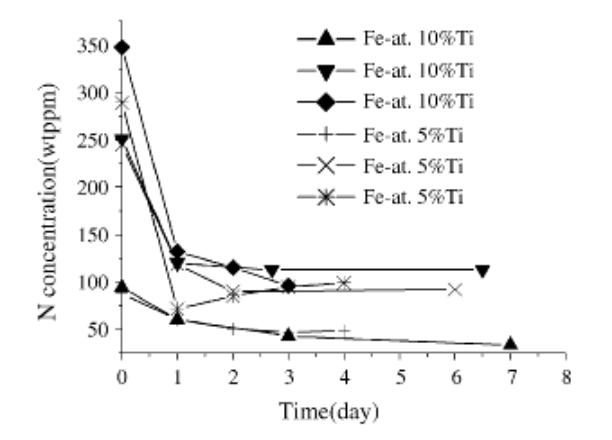 350
300
250
200
150
100
50
N concentration(wtppm)
Fe-at. 10%Ti
Fe-at. 10%Ti
Fe-at. 10%Ti
Fe-at. 5%Ti
Fe-at. 5%Ti
Fe-at. 5%Ti
0 1 2 3 4 5 6 7 8
Time(day)